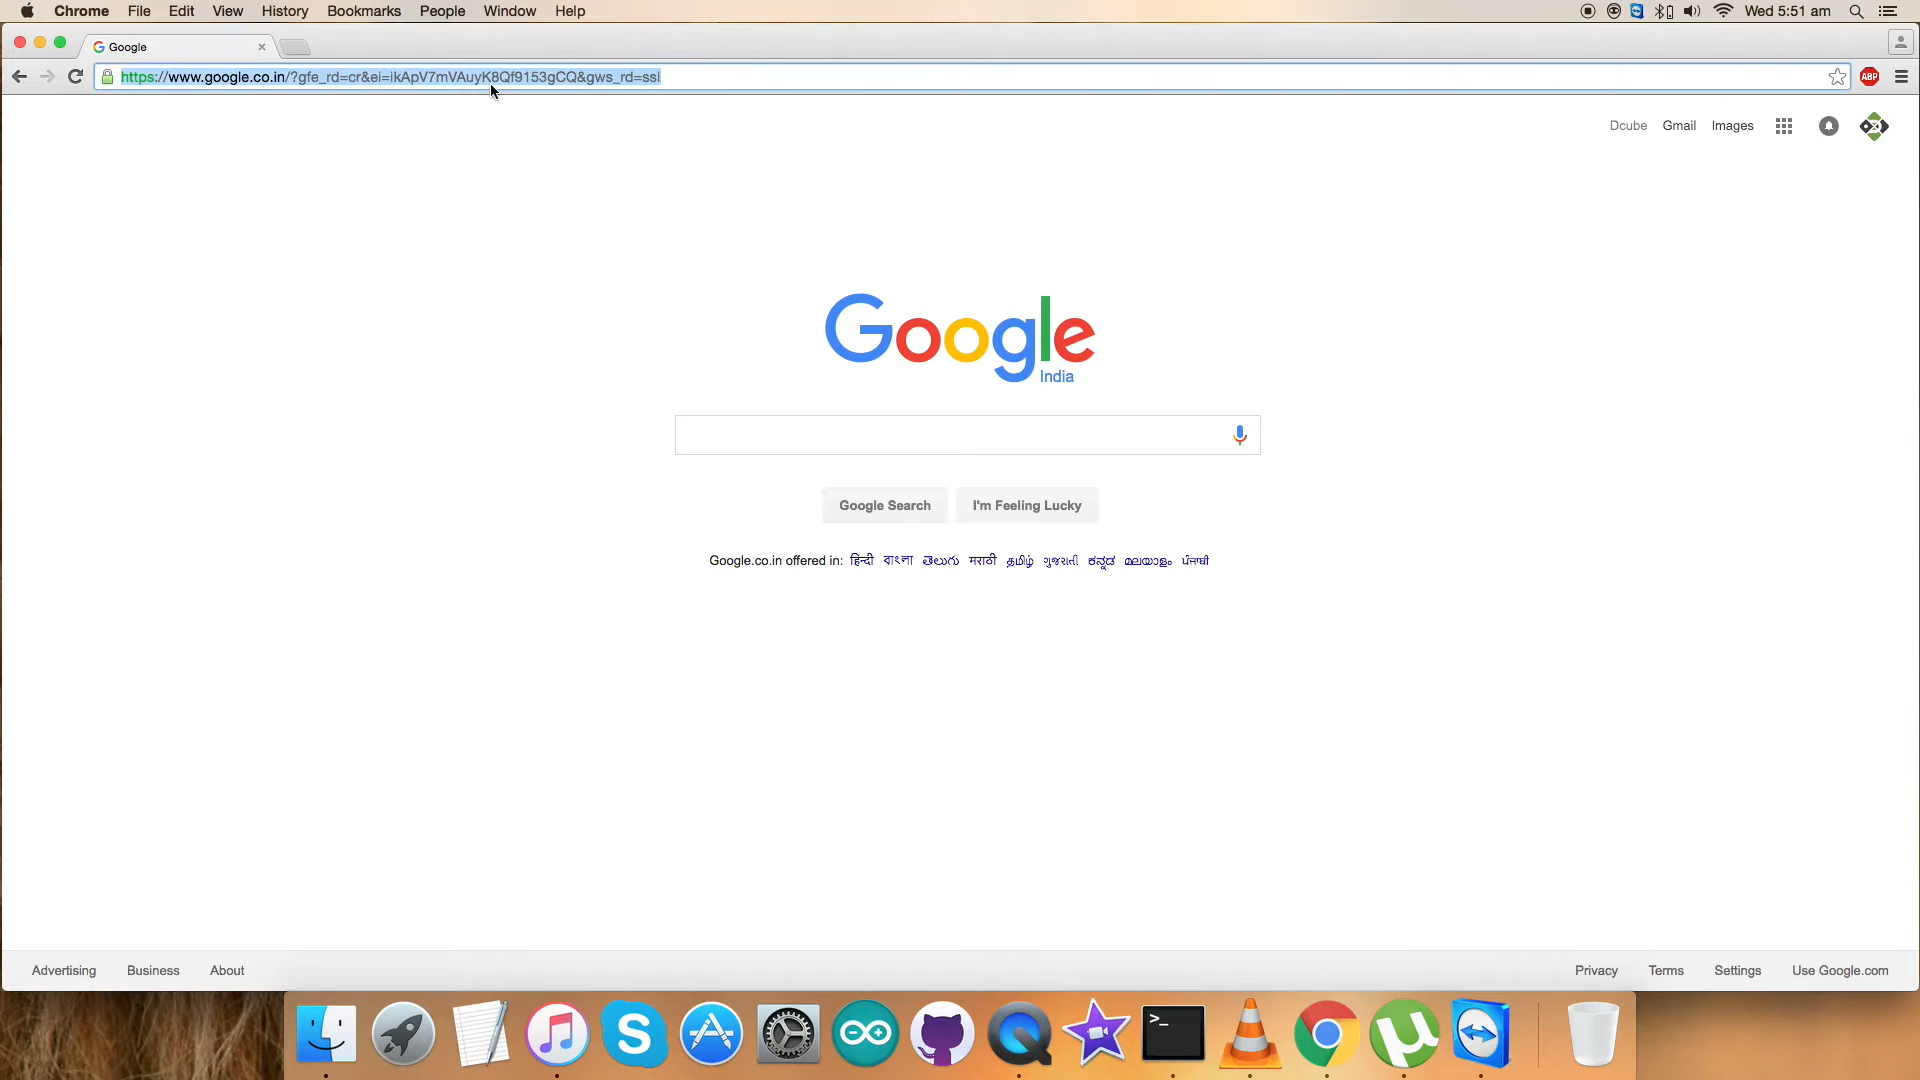 Chrome File Edit View History Bookmarks People Window Help Wed 5:51 am
Google
https://www.google.co.in/?gfe_rd=cr&ei=ikApV7mVAuyK8Qf9153gCQ&gws_rd=ssl
ABP
Dcube Gmail Images
Google
India
Google Search I'm Feeling Lucky
Google.co.in offered in: हिन्दी বাংলা తెలుగు मराठी தமிழ் ગુજરાતી ಕನ್ನಡ മലയാളം ਪੰਜਾਬੀ
Advertising Business About Privacy Terms Settings Use Google.com